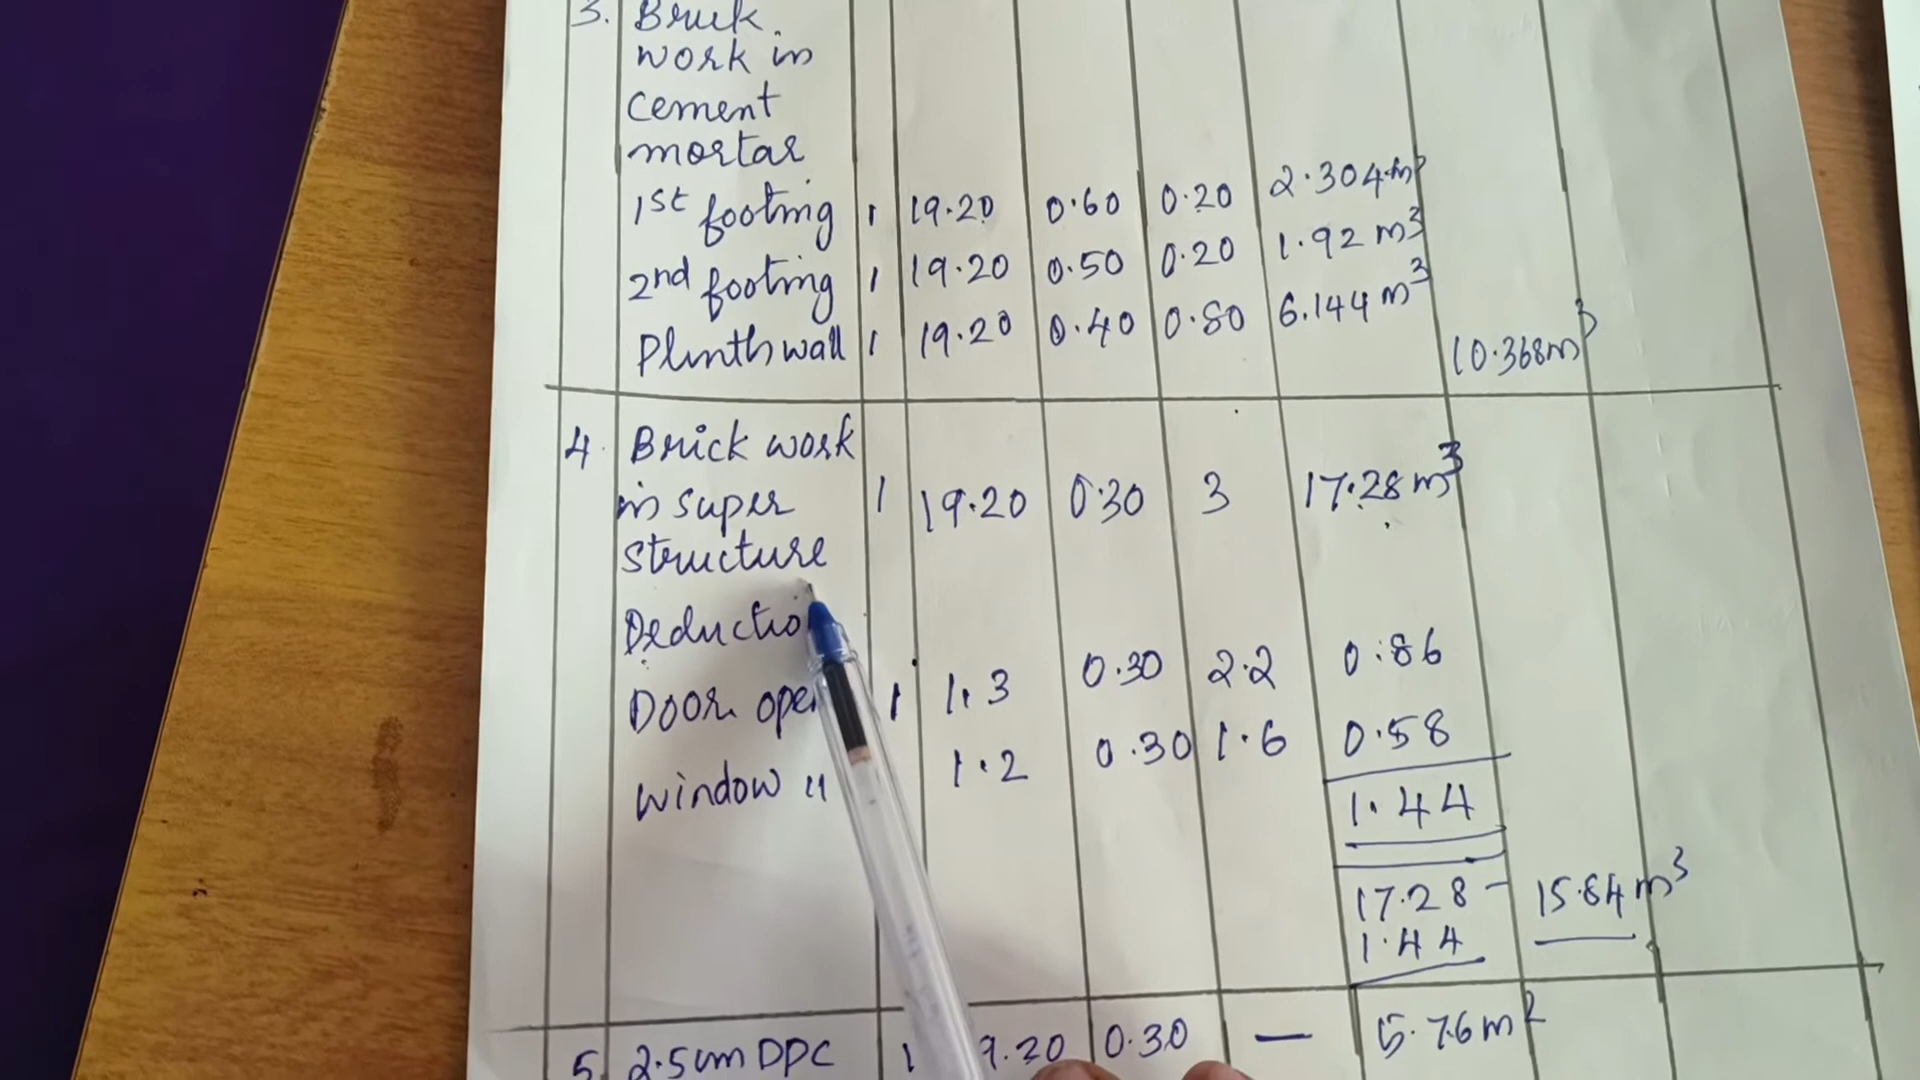 3. Brick
work in
cement
mortar
1st footing 1 19.20 0.60 0.20 2.304 m³
2nd footing 1 19.20 0.50 0.20 1.92 m³
Plinth wall 1 19.20 0.40 0.80 6.144 m³
10.368m³
4. Brick work
in super 1 19.20 0.30 3 17.28 m³
structure
Deductio
Door ope 1 1.3 0.30 2.2 0.86
window " 1.2 0.30 1.6 0.58
1.44
17.28 - 15.84 m³
1.44
5. 2.5cm DPC 1 9.20 0.30 — 5.76 m²